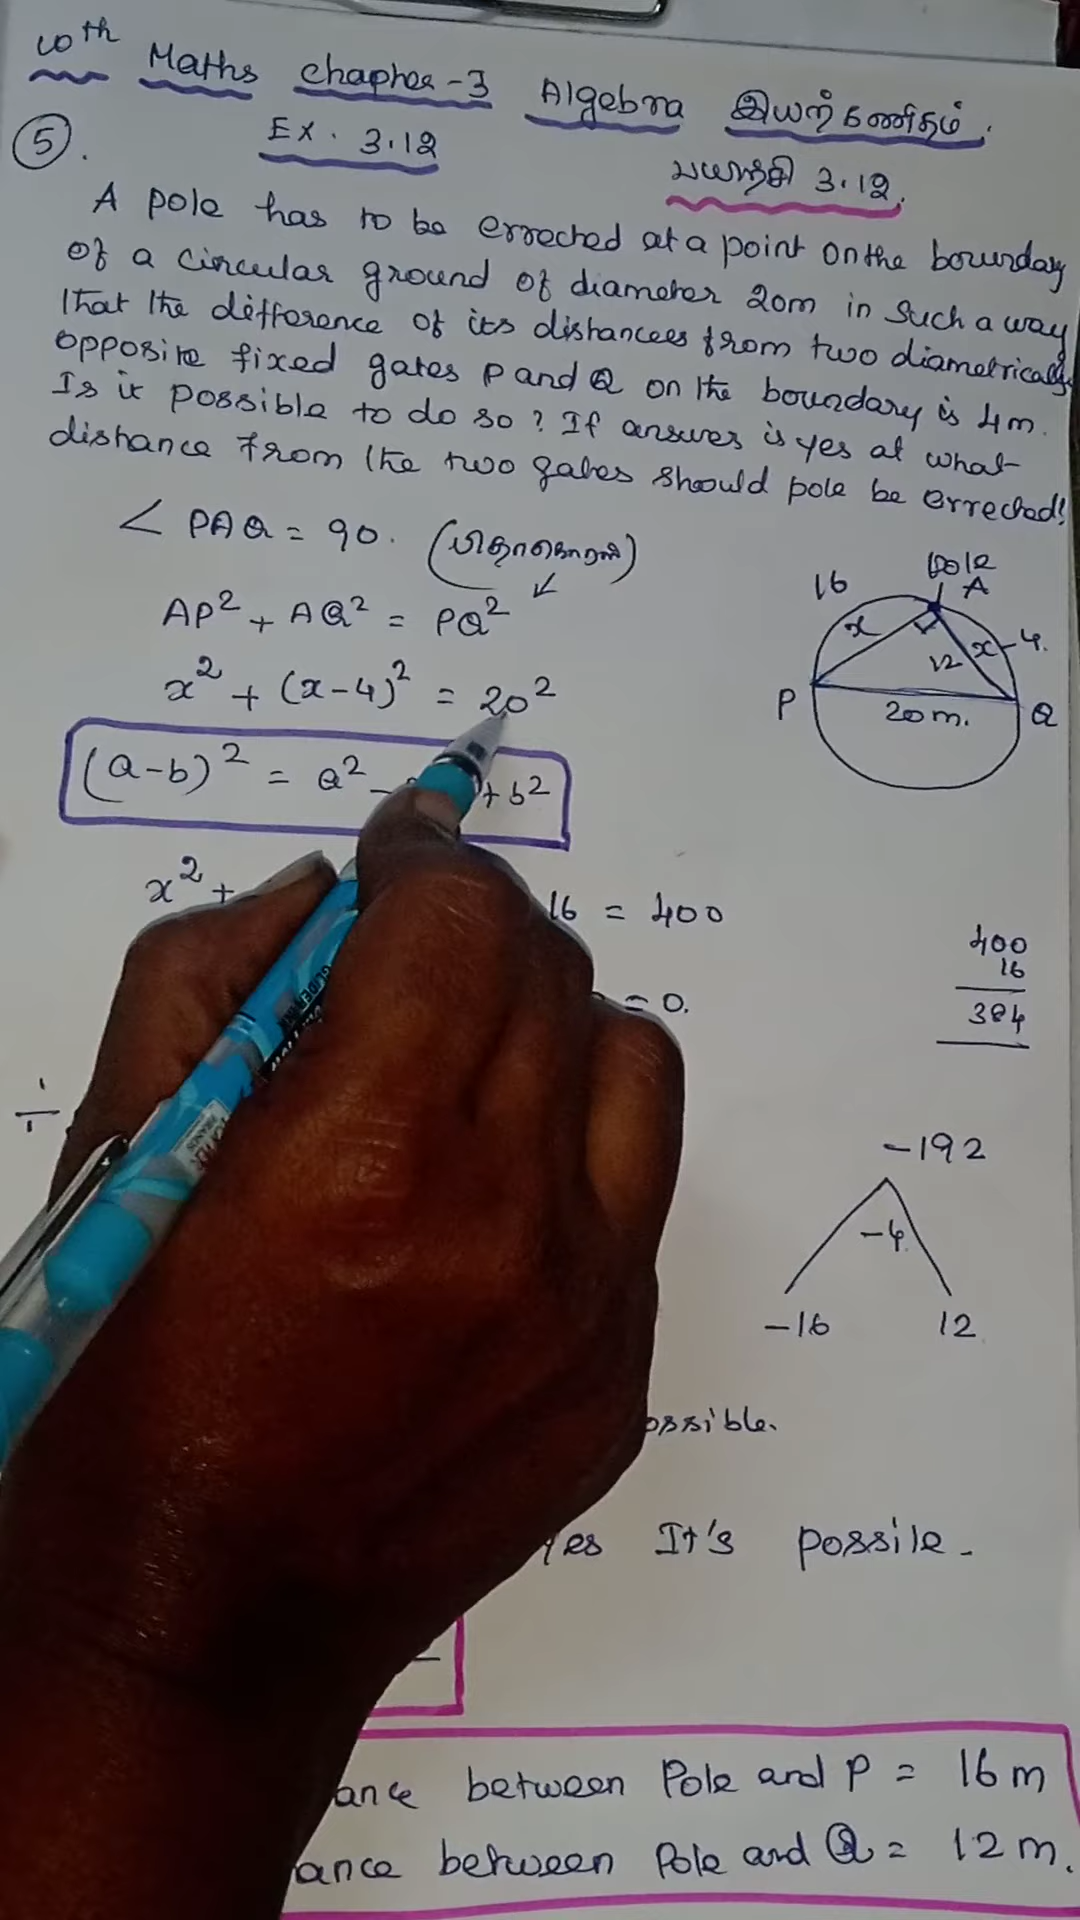 10th Maths chapter-3 Algebra இயற்கணிதம்.
5. Ex. 3.12
பயிற்சி 3.12.
A pole has to be errected at a point on the boundary
of a circular ground of diameter 20m in such a way
that the difference of its distancees from two diametrically
opposite fixed gates P and Q on the boundary is 4m.
Is it possible to do so? If answer is yes at what
distance from the two gates should pole be errected!
∠ PAQ = 90. (பிதாகொரஸ்)
AP² + AQ² = PQ²
x² + (x-4)² = 20²
(a-b)² = a² - + b²
x² + 16 = 400
= 0.
pole
A
16
x
x-4.
12
P
20m.
Q
400
16
384
-192
-4.
-16 12
ossible.
yes It's possile.
ance between Pole and P = 16m
ance between Pole and Q = 12m.